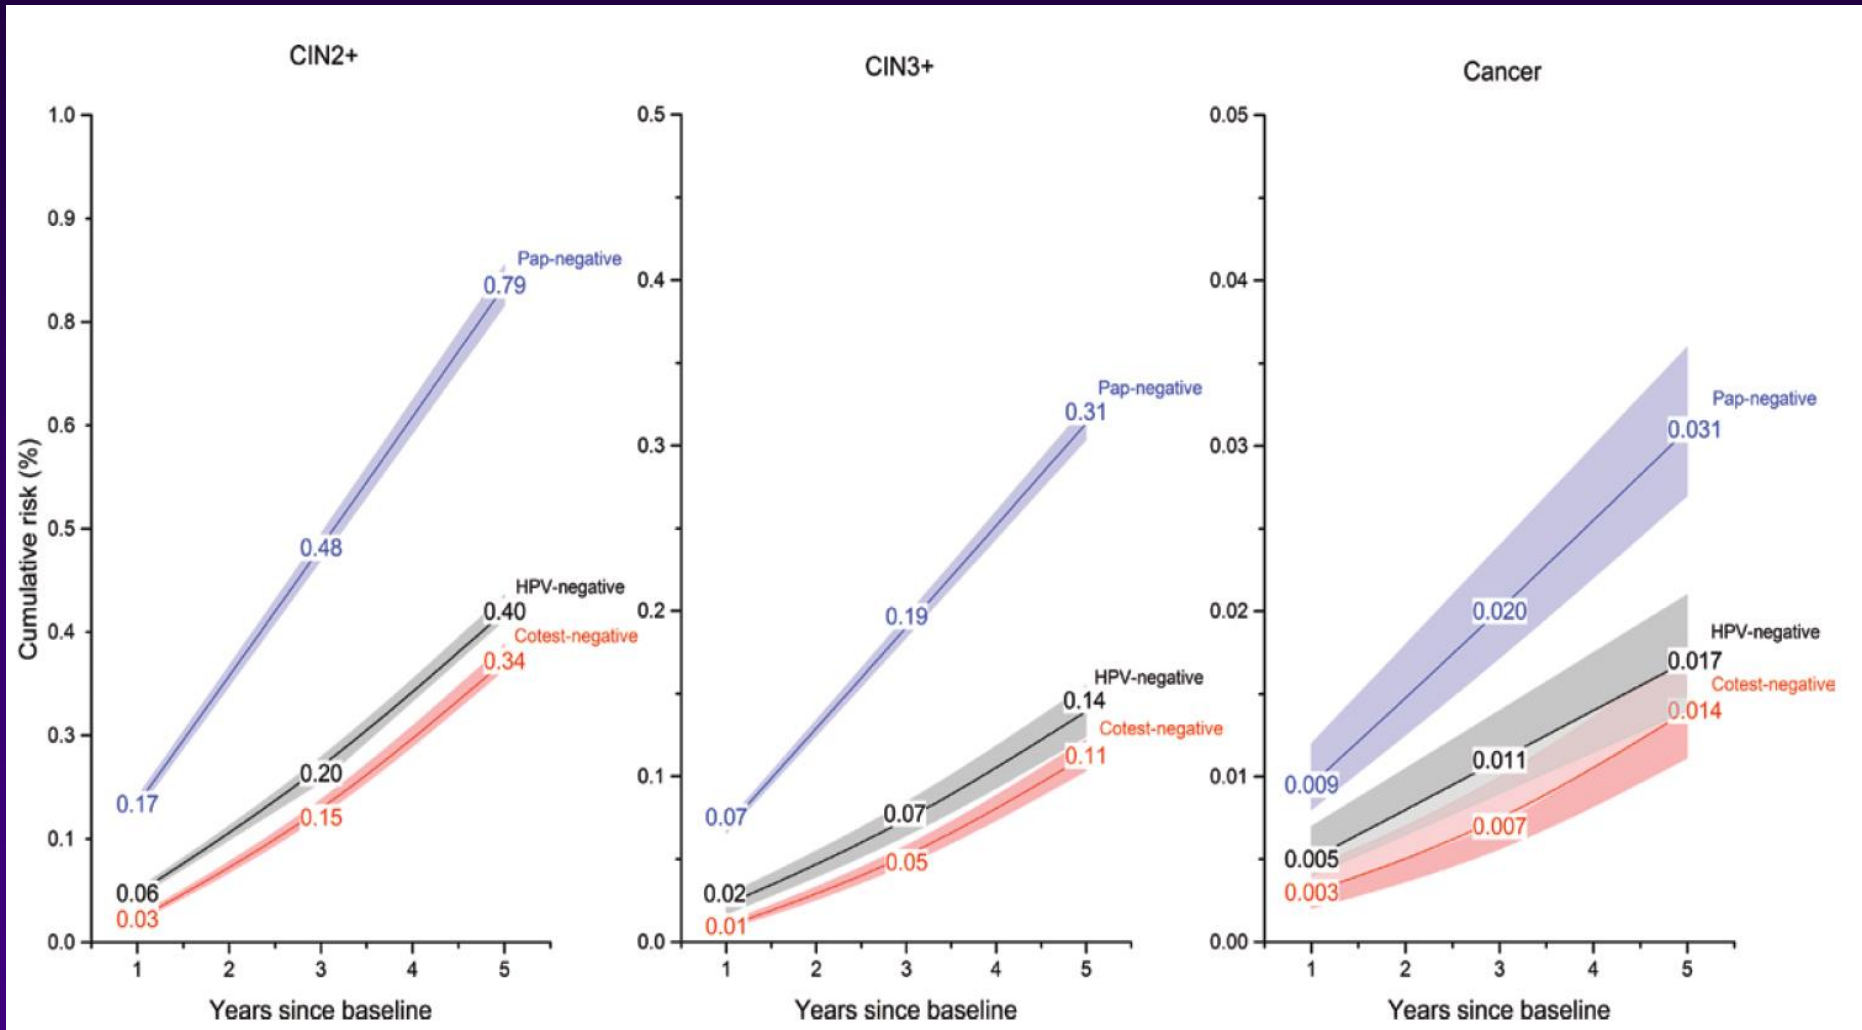 CIN2+
Cumulative risk (%)
1.0
0.9
0.8
0.6
0.5
0.4
0.3
0.1
0.0
Pap-negative
0.79
0.48
0.17
HPV-negative
0.40
0.20
0.06
Cotest-negative
0.34
0.15
0.03
1 2 3 4 5
Years since baseline
CIN3+
0.5
0.4
0.3
0.2
0.1
0.0
Pap-negative
0.31
0.19
0.07
HPV-negative
0.14
0.07
0.02
Cotest-negative
0.11
0.05
0.01
1 2 3 4 5
Years since baseline
Cancer
0.05
0.04
0.03
0.02
0.01
0.00
Pap-negative
0.031
0.020
0.009
HPV-negative
0.017
0.011
0.005
Cotest-negative
0.014
0.007
0.003
1 2 3 4 5
Years since baseline